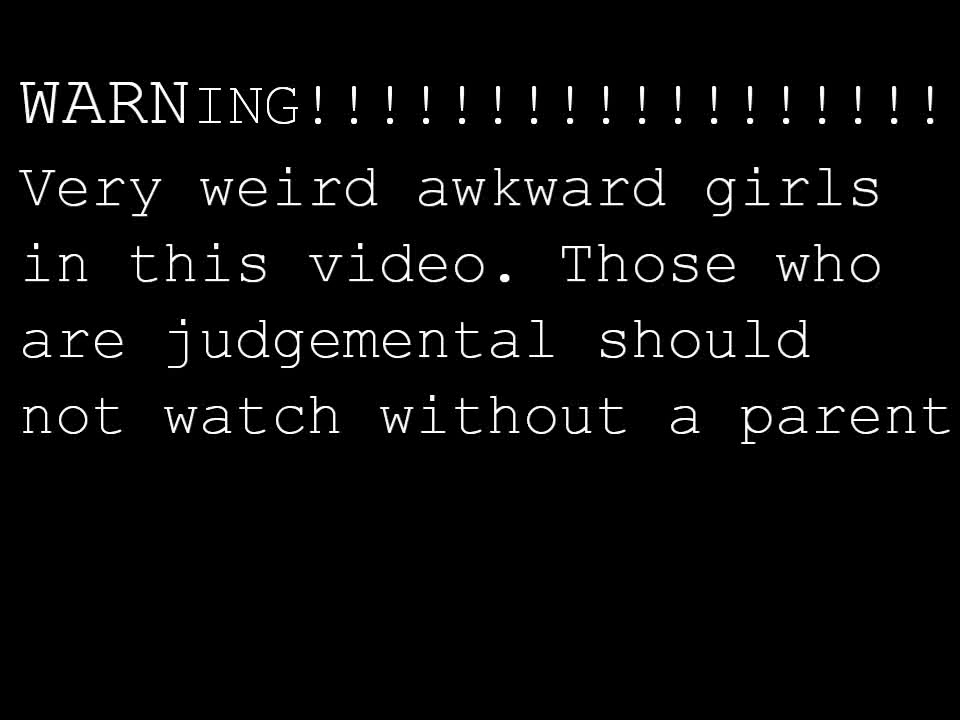 WARNING!!!!!!!!!!!!!!!!!!
Very weird awkward girls
in this video. Those who
are judgemental should
not watch without a parent